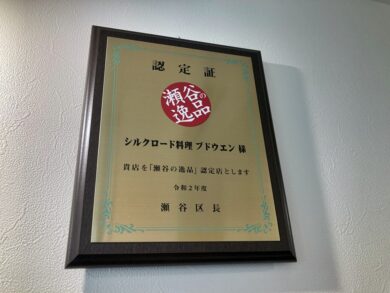 認定証
瀬谷の
逸品
シルクロード料理 ブドウエン 様
貴店を「瀬谷の逸品」認定店とします
令和2年度
瀬谷区長